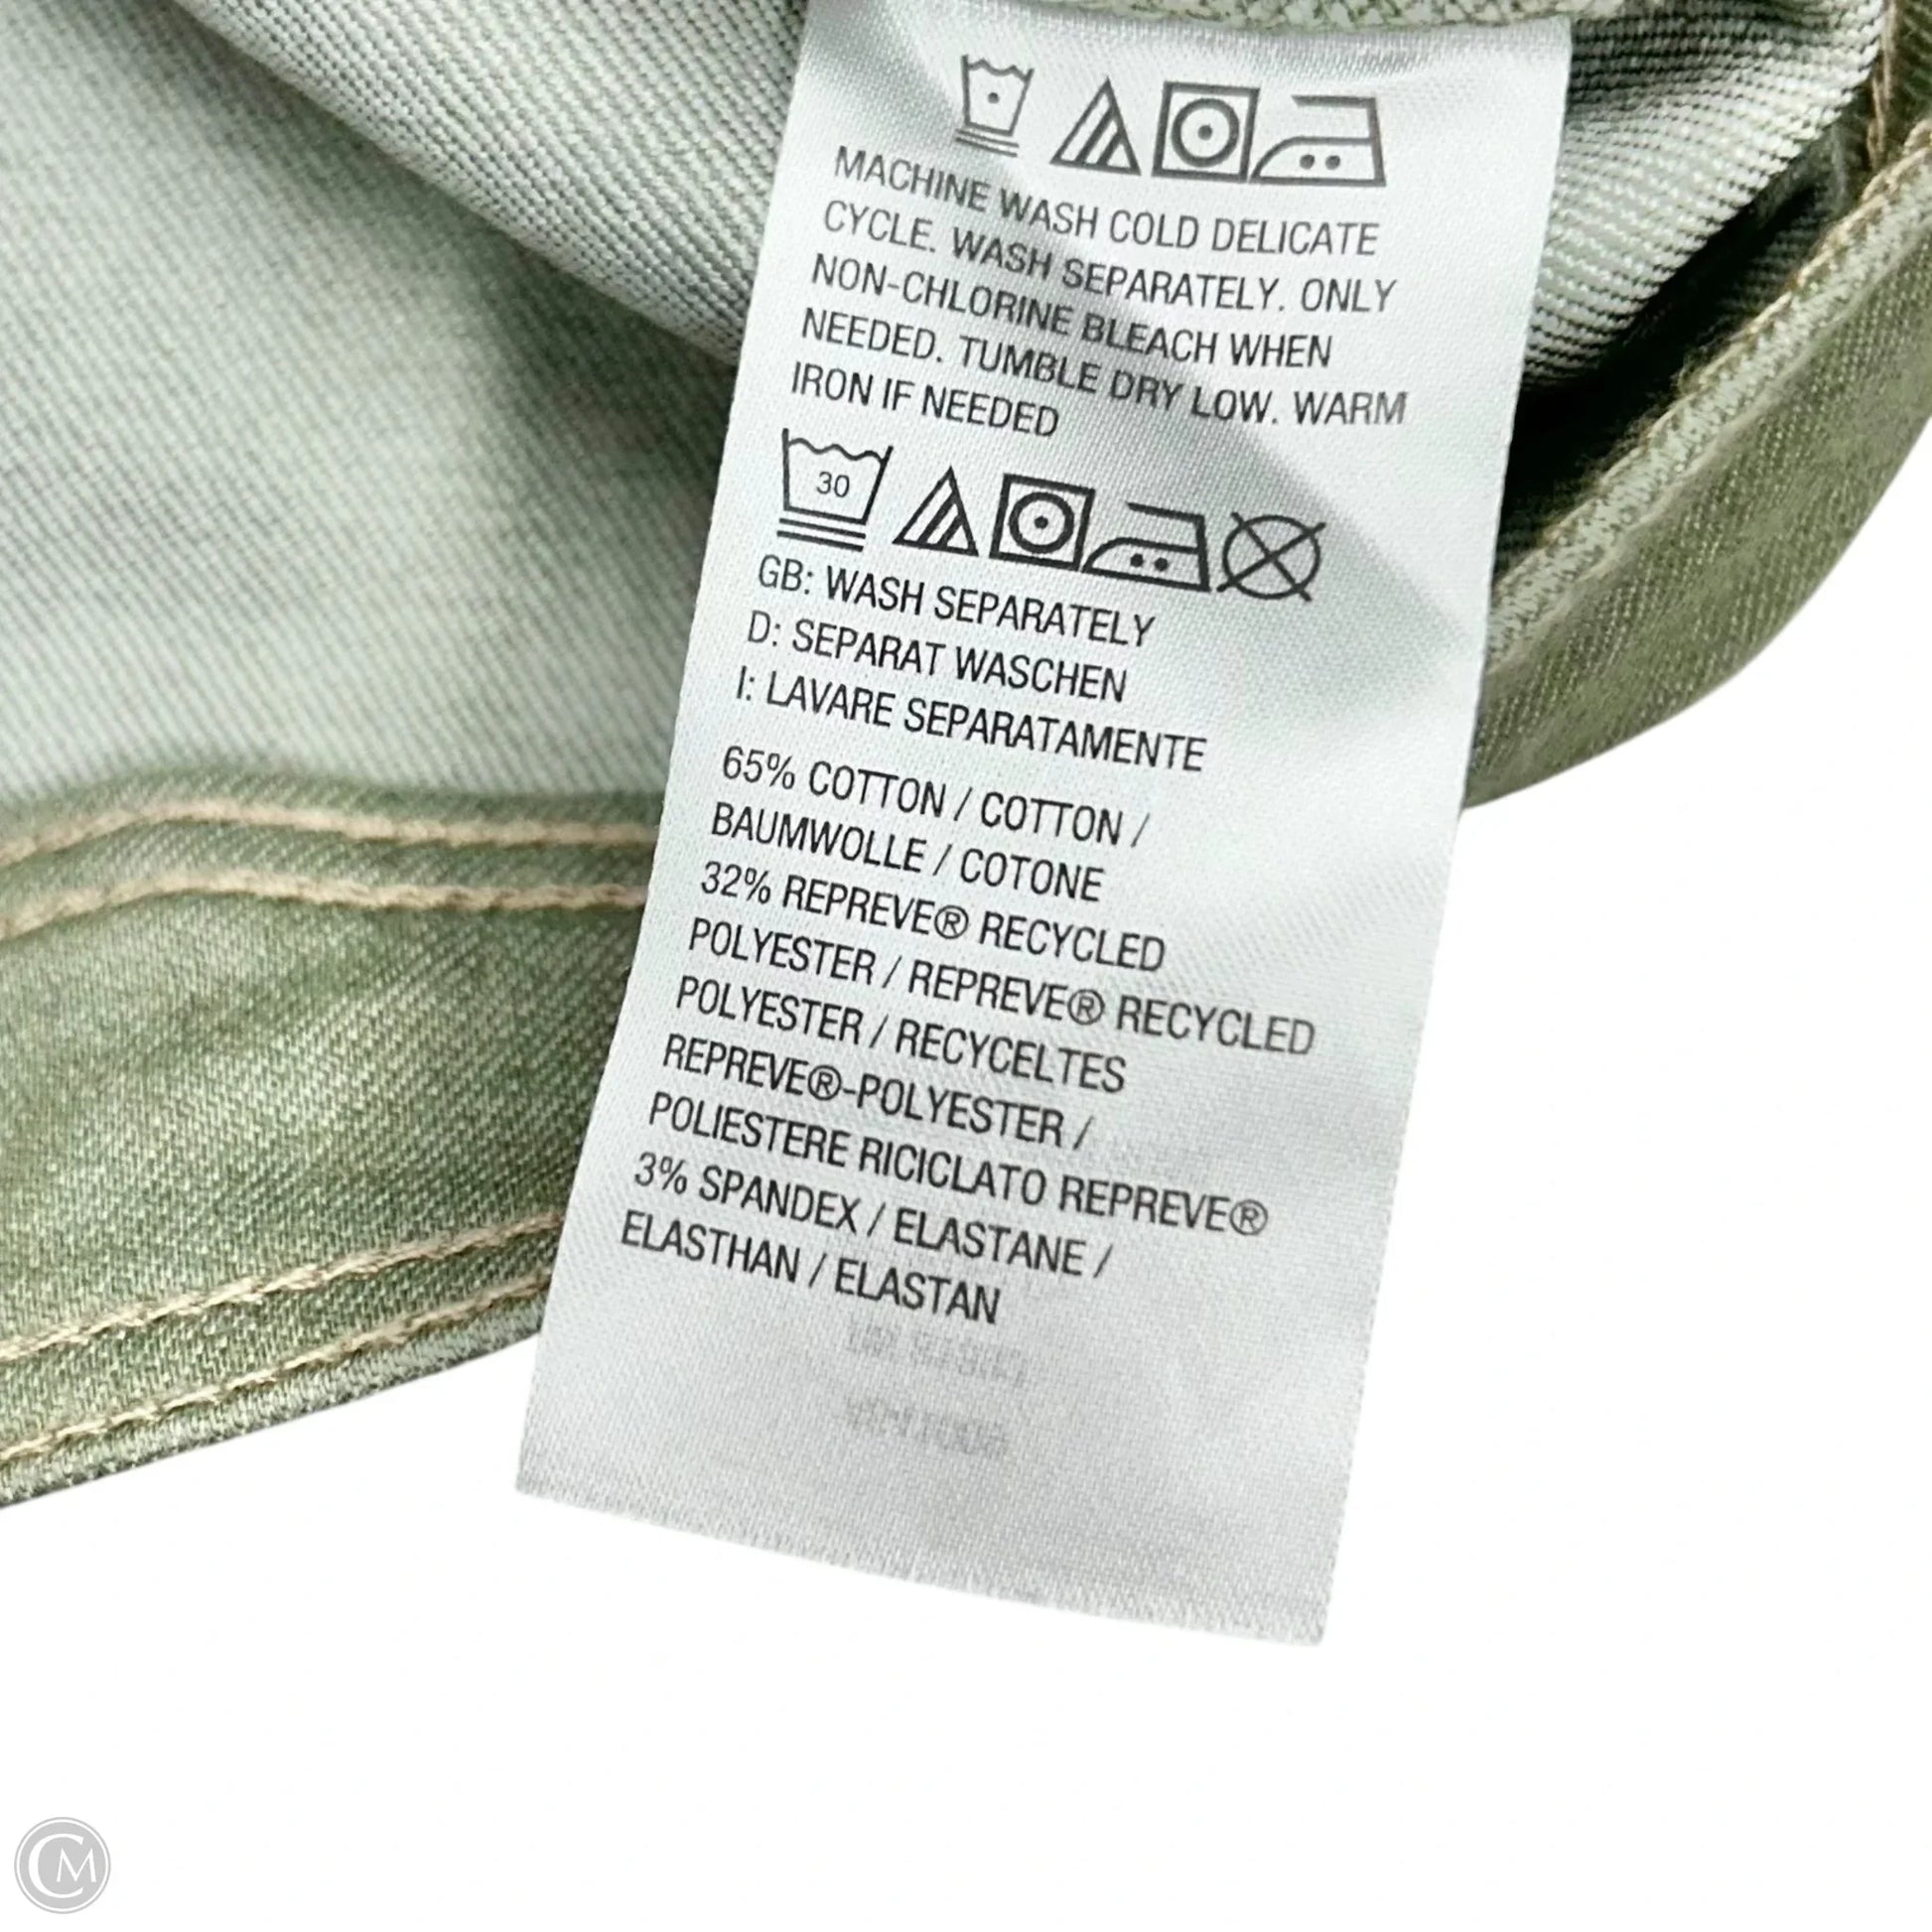 MACHINE WASH COLD DELICATE
CYCLE. WASH SEPARATELY. ONLY
NON-CHLORINE BLEACH WHEN
NEEDED. TUMBLE DRY LOW. WARM
IRON IF NEEDED
30
GB: WASH SEPARATELY
D: SEPARAT WASCHEN
I: LAVARE SEPARATAMENTE
65% COTTON / COTTON /
BAUMWOLLE / COTONE
32% REPREVE® RECYCLED
POLYESTER / REPREVE® RECYCLED
POLYESTER / RECYCELTES
REPREVE®-POLYESTER /
POLIESTERE RICICLATO REPREVE®
3% SPANDEX / ELASTANE /
ELASTHAN / ELASTAN
CM